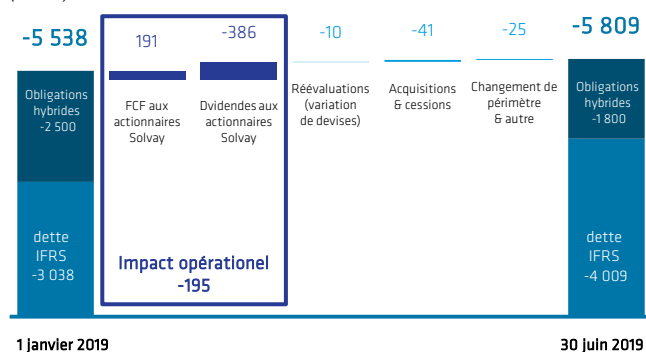 -5 538
191
-386
-10
-41
-25
-5 809
Obligations
hybrides
-2 500
FCF aux
actionnaires
Solvay
Dvidendes aux
actionnaires
Solvay
Réévaluations
(variation
de devises)
Acquisitions
& cessions
Changement de
périmètre
& autre
Obligations
hybrides
-1 800
dette
IFRS
-3 038
Impact opérationel
-195
dette
IFRS
-4 009
1 janvier 2019
30 juin 2019